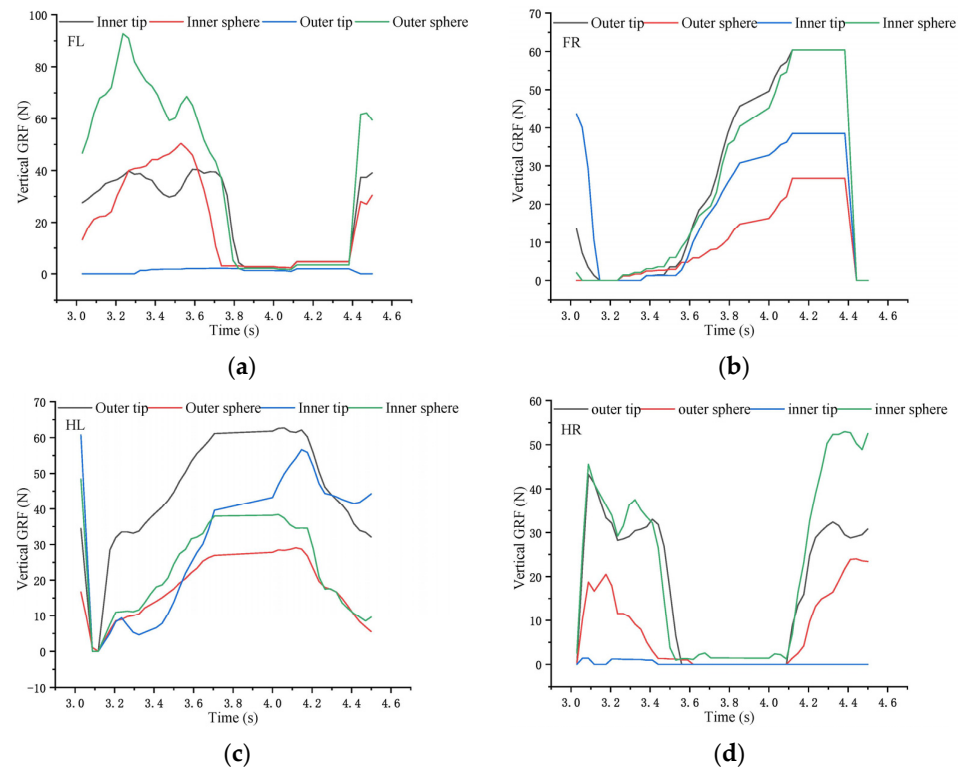 Inner tip Inner sphere Outer tip Outer sphere
FL
Vertical GRF (N)
100
80
60
40
20
0
-20
3.0 3.2 3.4 3.6 3.8 4.0 4.2 4.4 4.6
Time (s)
(a)
Outer tip Outer sphere Inner tip Inner sphere
FR
Vertical GRF (N)
70
60
50
40
30
20
10
0
-10
3.0 3.2 3.4 3.6 3.8 4.0 4.2 4.4 4.6
Time (s)
(b)
Outer tip Outer sphere Inner tip Inner sphere
HL
Vertical GRF (N)
70
60
50
40
30
20
10
0
-10
3.0 3.2 3.4 3.6 3.8 4.0 4.2 4.4 4.6
Time (s)
(c)
outer tip outer sphere inner tip inner sphere
HR
Vertical GRF (N)
60
50
40
30
20
10
0
3.0 3.2 3.4 3.6 3.8 4.0 4.2 4.4 4.6
Time (s)
(d)